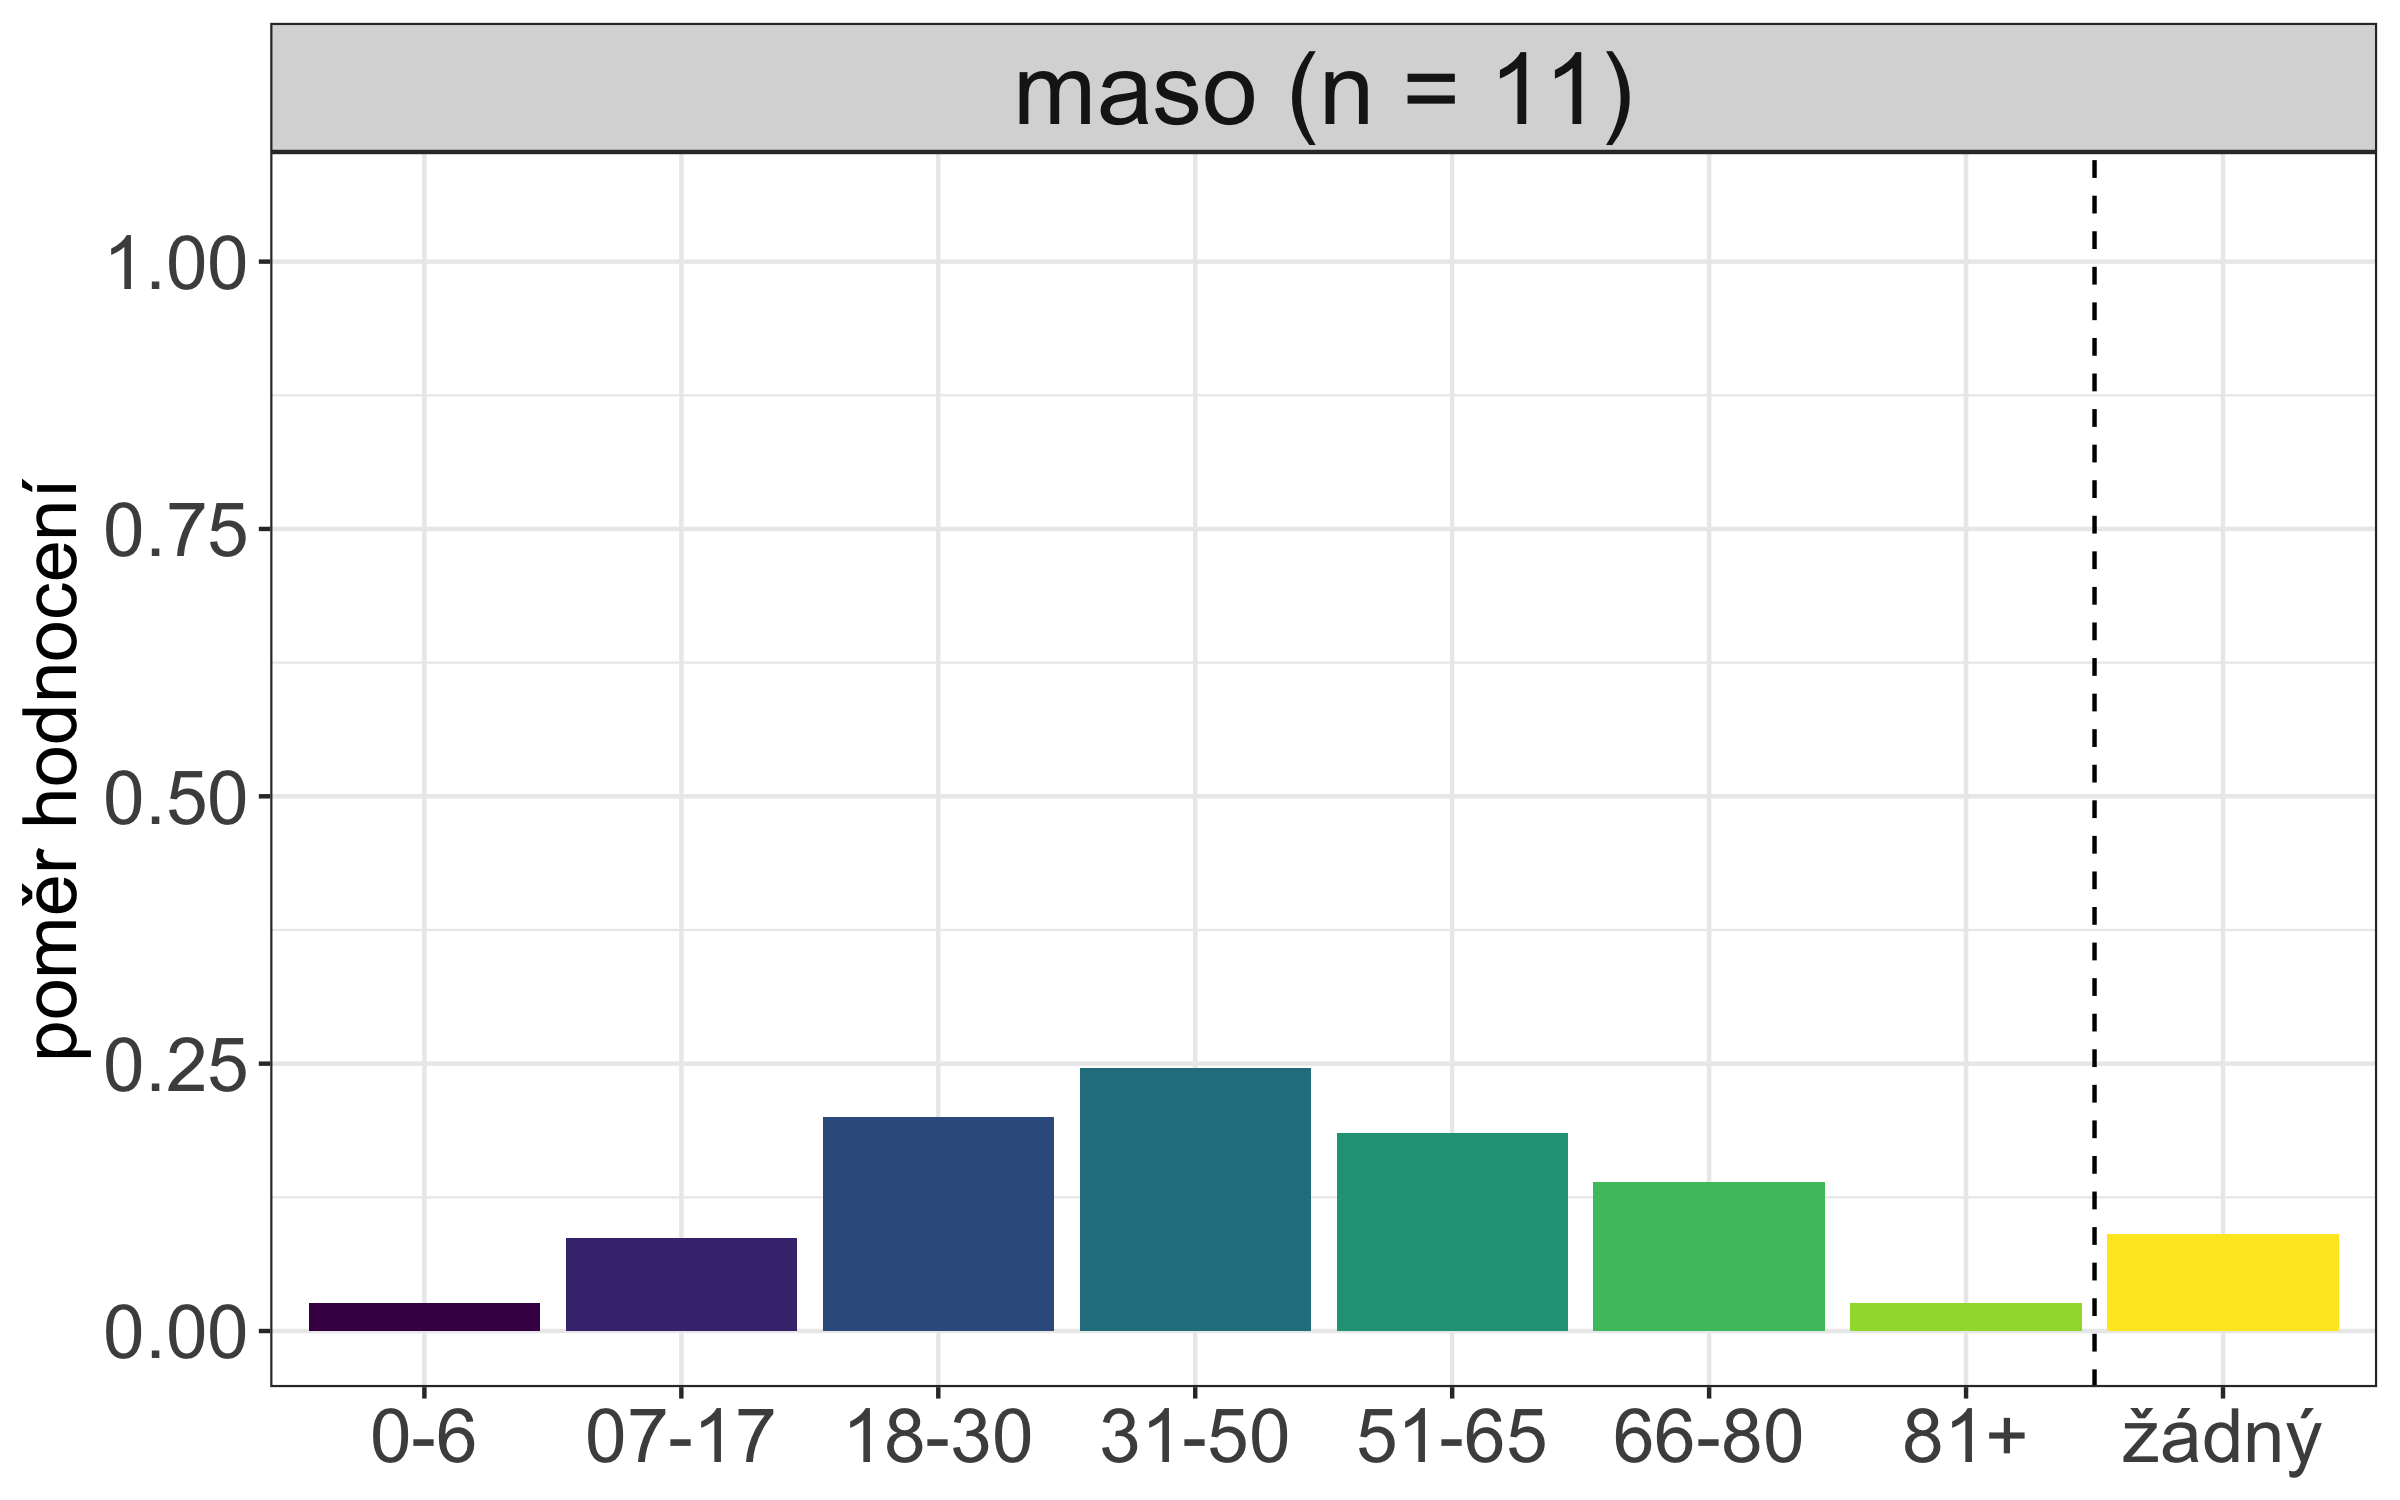 maso (n = 11)
poměr hodnocení
1.00
0.75
0.50
0.25
0.00
0-6 07-17 18-30 31-50 51-65 66-80 81+ žádný